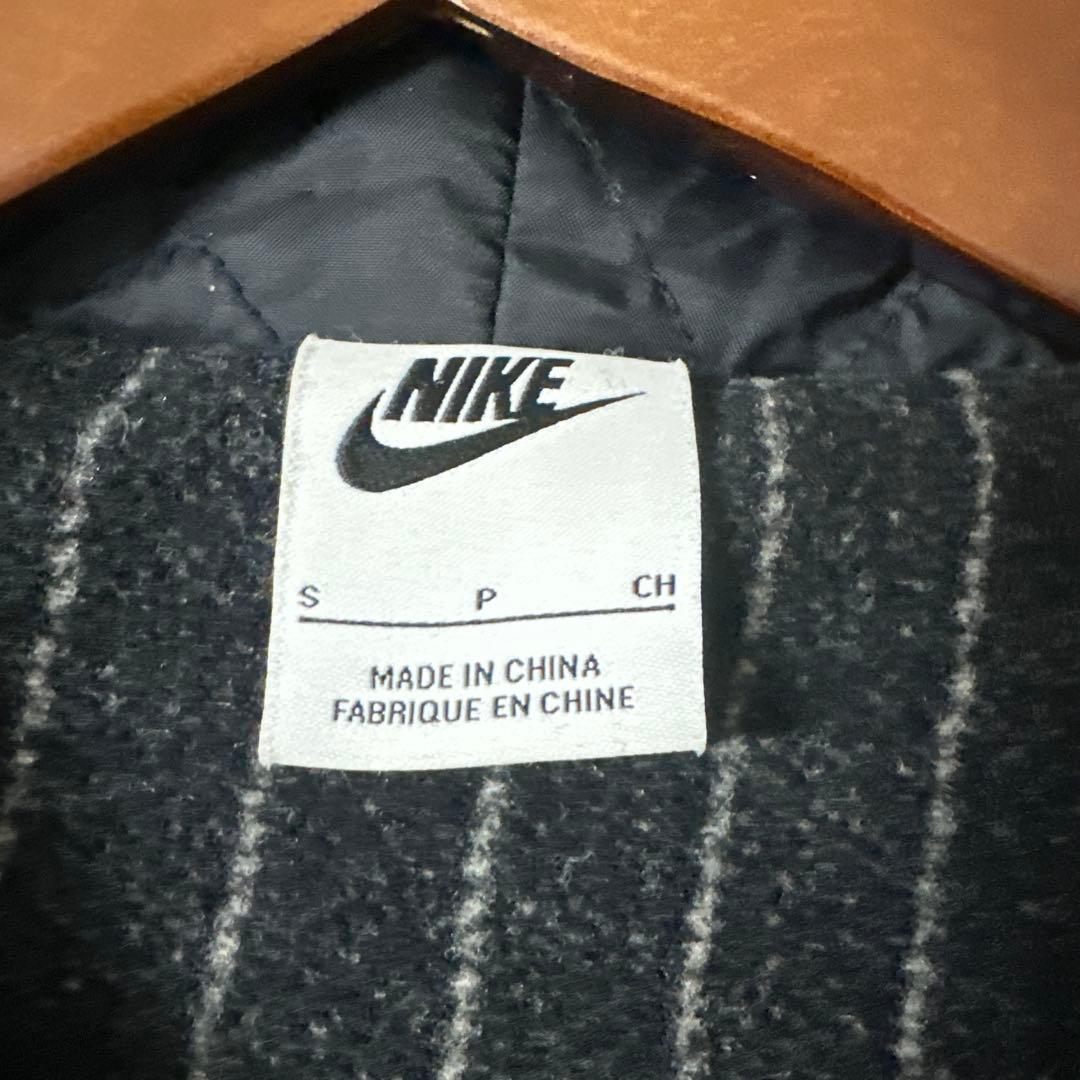 NIKE
S P CH
MADE IN CHINA
FABRIQUE EN CHINE